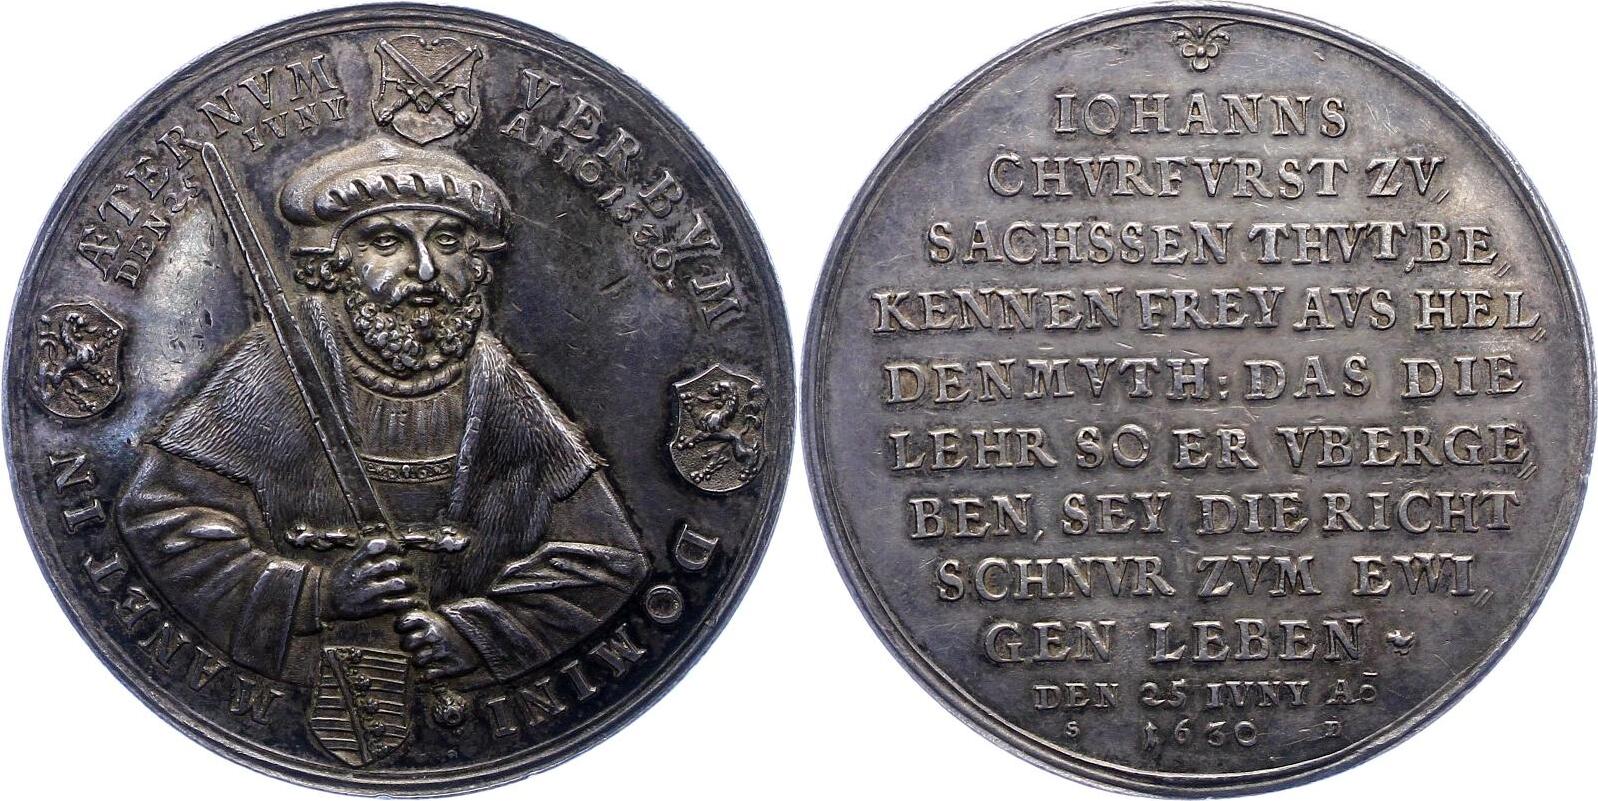 VERBVM DOMINI MANET IN ÆTERNVM
DEN 25 IVNY ANNO 1530.
IOHANNS
CHVRFVRST ZV,
SACHSSEN THVT, BE„
KENNEN FREY AVS HEL„
DENMVTH: DAS DIE
LEHR SO ER VBERGE„
BEN, SEY DIE RICHT
SCHNVR ZVM EWI„
GEN LEBEN
DEN 25 IVNY Aō
S 1630 D